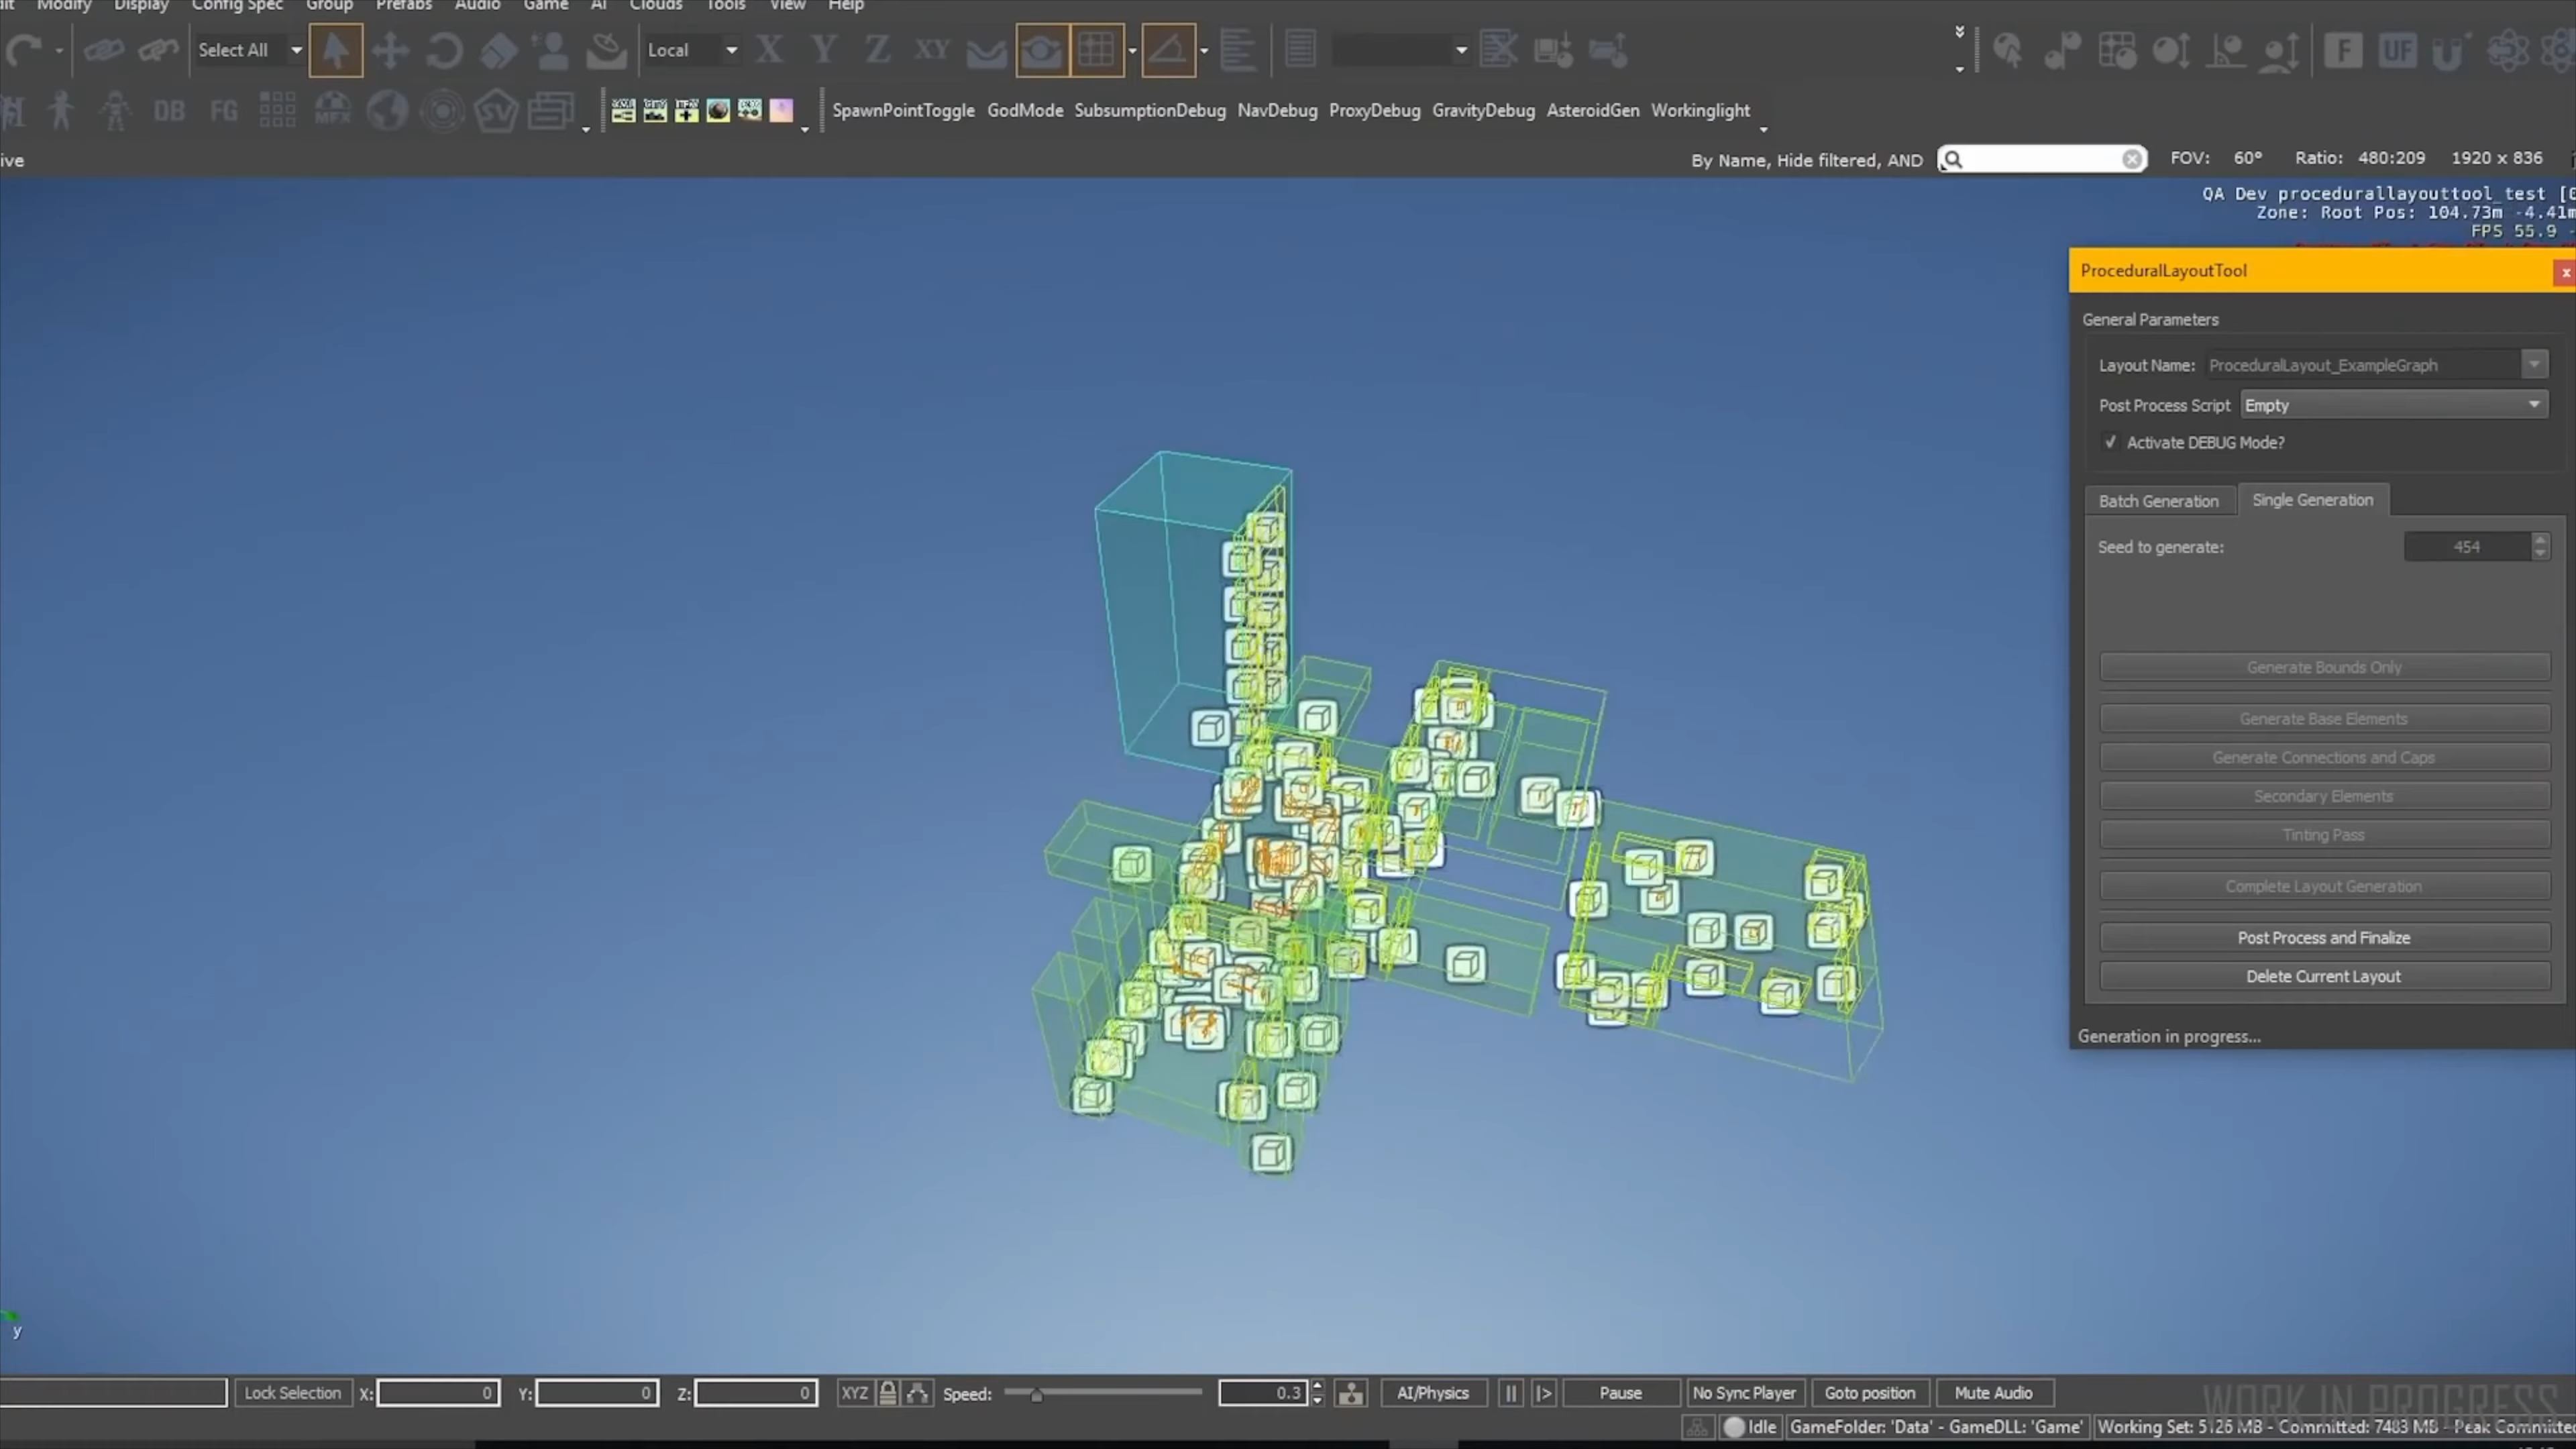 Modify Display Config Spec Group Prefabs Audio Game AI Clouds Tools View Help
Select All
Local
X Y Z XY
F UF
DB FG MFX SV
SpawnPointToggle GodMode SubsumptionDebug NavDebug ProxyDebug GravityDebug AsteroidGen Workinglight
ive
By Name, Hide filtered, AND
FOV: 60° Ratio: 480:209 1920 x 836
QA Dev procedurallayouttool_test
Zone: Root Pos: 104.73m -4.41m
FPS 55.9 -
ProceduralLayoutTool
x
General Parameters
Layout Name: ProceduralLayout_ExampleGraph
Post Process Script Empty
Activate DEBUG Mode?
Batch Generation Single Generation
Seed to generate: 454
Generate Bounds Only
Generate Base Elements
Generate Connections and Caps
Secondary Elements
Tinting Pass
Complete Layout Generation
Post Process and Finalize
Delete Current Layout
Generation in progress...
y
Lock Selection X: 0 Y: 0 Z: 0 XYZ Speed: 0.3 AI/Physics Pause No Sync Player Goto position Mute Audio
WORK IN PROGRESS
Idle GameFolder: 'Data' - GameDLL: 'Game' Working Set: 5126 MB - Committed: 7483 MB - Peak Committe